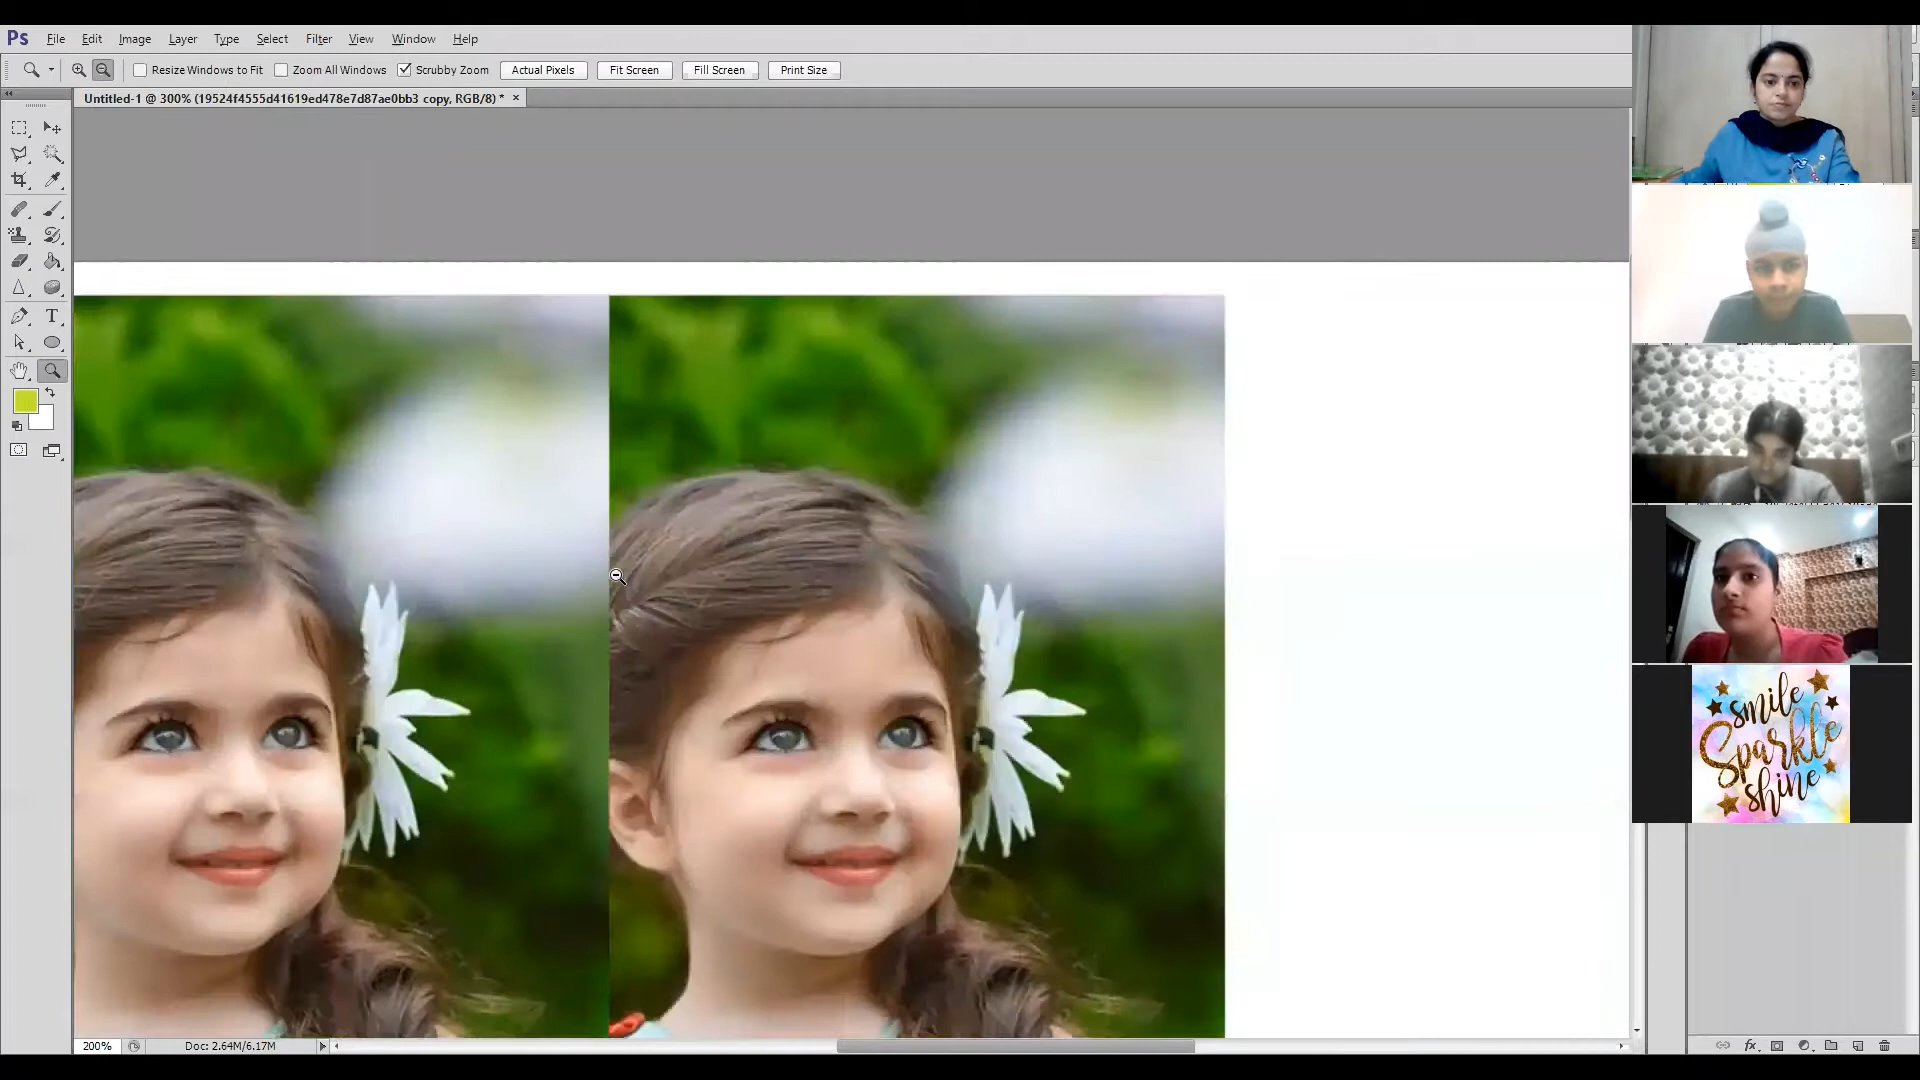 Ps File Edit Image Layer Type Select Filter View Window Help
Resize Windows to Fit Zoom All Windows Scrubby Zoom Actual Pixels Fit Screen Fill Screen Print Size
Untitled-1 @ 300% (19524f4555d41619ed478e7d87ae0bb3 copy, RGB/8) * ×
T
smile
Sparkle
shine
200% Doc: 2.64M/6.17M
fx